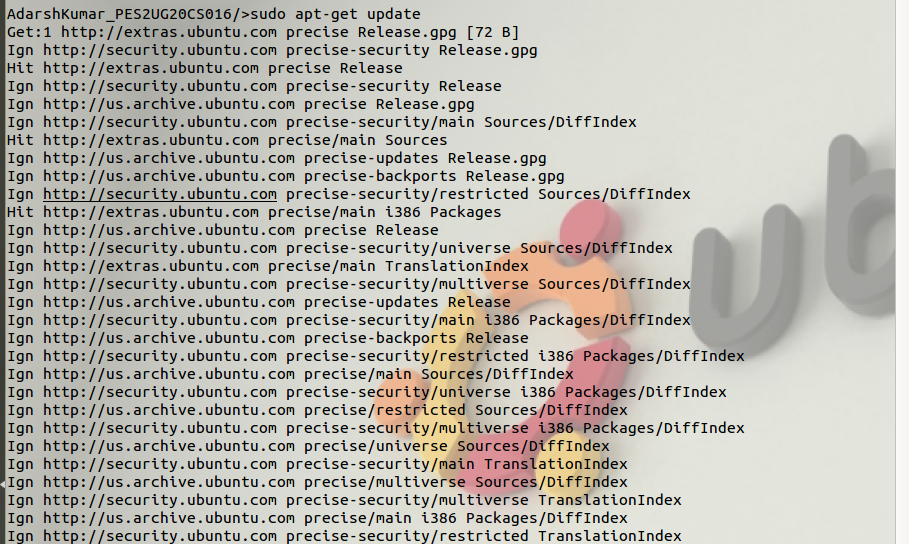 AdarshKumar_PES2UG20CS016/>sudo apt-get update
Get:1 http://extras.ubuntu.com precise Release.gpg [72 B]
Ign http://security.ubuntu.com precise-security Release.gpg
Hit http://extras.ubuntu.com precise Release
Ign http://security.ubuntu.com precise-security Release
Ign http://us.archive.ubuntu.com precise Release.gpg
Ign http://security.ubuntu.com precise-security/main Sources/DiffIndex
Hit http://extras.ubuntu.com precise/main Sources
Ign http://us.archive.ubuntu.com precise-updates Release.gpg
Ign http://us.archive.ubuntu.com precise-backports Release.gpg
Ign http://security.ubuntu.com precise-security/restricted Sources/DiffIndex
Hit http://extras.ubuntu.com precise/main i386 Packages
Ign http://us.archive.ubuntu.com precise Release
Ign http://security.ubuntu.com precise-security/universe Sources/DiffIndex
Ign http://extras.ubuntu.com precise/main TranslationIndex
Ign http://security.ubuntu.com precise-security/multiverse Sources/DiffIndex
Ign http://us.archive.ubuntu.com precise-updates Release
Ign http://security.ubuntu.com precise-security/main i386 Packages/DiffIndex
Ign http://us.archive.ubuntu.com precise-backports Release
Ign http://security.ubuntu.com precise-security/restricted i386 Packages/DiffIndex
Ign http://us.archive.ubuntu.com precise/main Sources/DiffIndex
Ign http://security.ubuntu.com precise-security/universe i386 Packages/DiffIndex
Ign http://us.archive.ubuntu.com precise/restricted Sources/DiffIndex
Ign http://security.ubuntu.com precise-security/multiverse i386 Packages/DiffIndex
Ign http://us.archive.ubuntu.com precise/universe Sources/DiffIndex
Ign http://security.ubuntu.com precise-security/main TranslationIndex
Ign http://us.archive.ubuntu.com precise/multiverse Sources/DiffIndex
Ign http://security.ubuntu.com precise-security/multiverse TranslationIndex
Ign http://us.archive.ubuntu.com precise/main i386 Packages/DiffIndex
Ign http://security.ubuntu.com precise-security/restricted TranslationIndex
ub